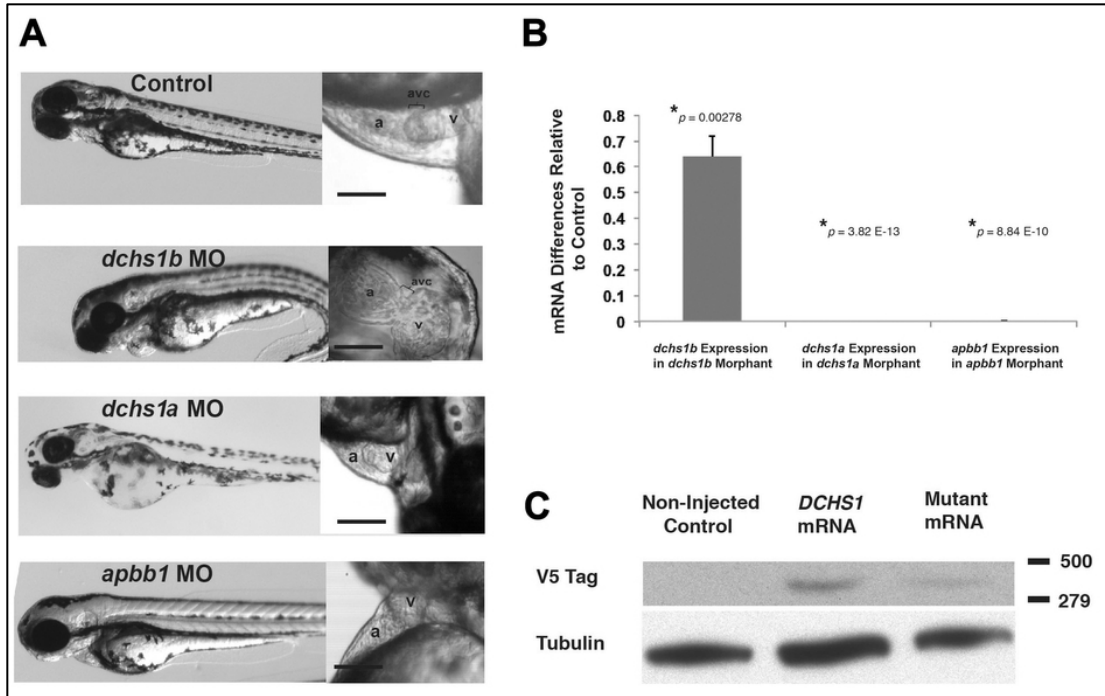 A
Control
avc
a
v
dchs1b MO
avc
a
v
dchs1a MO
a
v
apbb1 MO
v
a
B
mRNA Differences Relative
to Control
0.8
0.7
0.6
0.5
0.4
0.3
0.2
0.1
0
* p = 0.00278
* p = 3.82 E-13
* p = 8.84 E-10
dchs1b Expression
in dchs1b Morphant
dchs1a Expression
in dchs1a Morphant
apbb1 Expression
in apbb1 Morphant
C
Non-Injected
Control
DCHS1
mRNA
Mutant
mRNA
V5 Tag
500
279
Tubulin